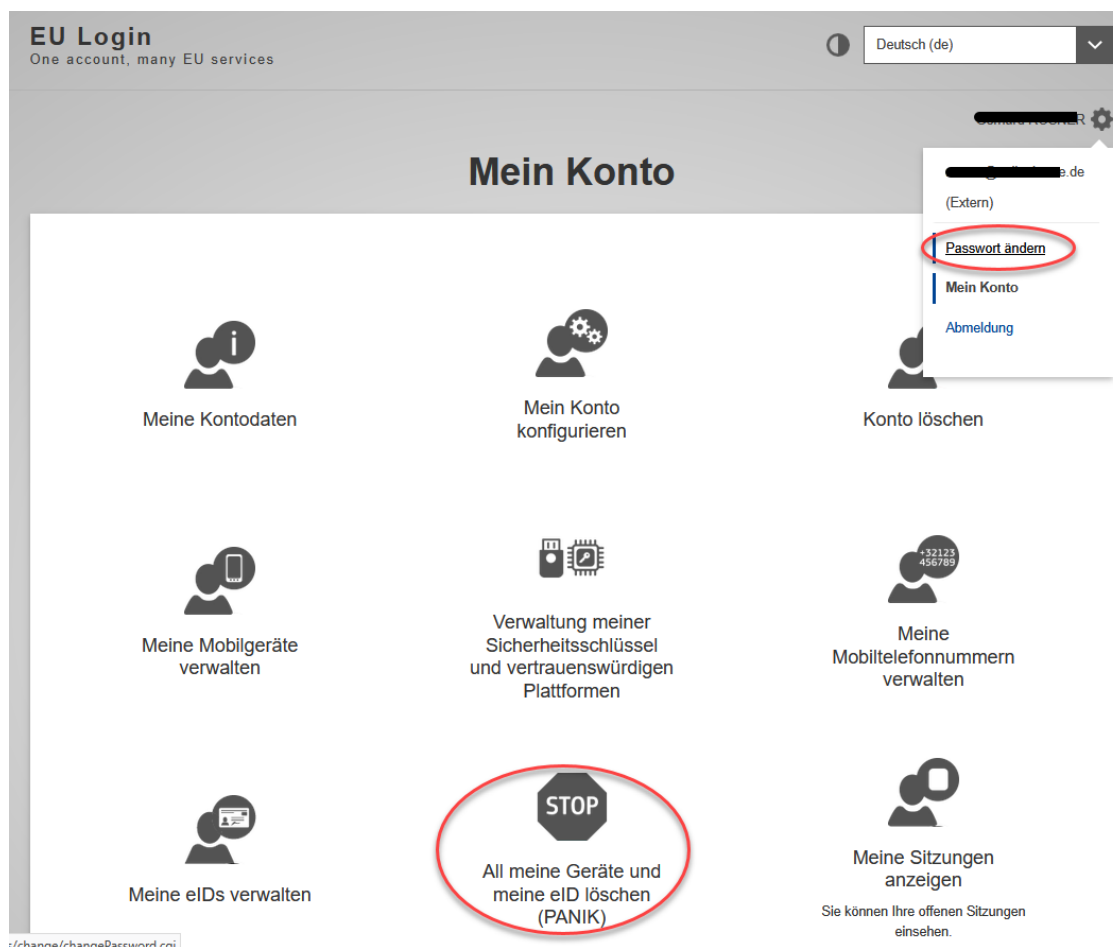 EU Login
One account, many EU services
Deutsch (de)
Mein Konto
e.de
(Extern)
Passwort ändern
Mein Konto
Abmeldung
Meine Kontodaten
Mein Konto
konfigurieren
Konto löschen
+32123
456789
Meine Mobilgeräte
verwalten
Verwaltung meiner
Sicherheitsschlüssel
und vertrauenswürdigen
Plattformen
Meine
Mobiltelefonnummern
verwalten
STOP
Meine eIDs verwalten
All meine Geräte und
meine eID löschen
(PANIK)
Meine Sitzungen
anzeigen
Sie können Ihre offenen Sitzungen
einsehen.
s/change/changePassword.cgi